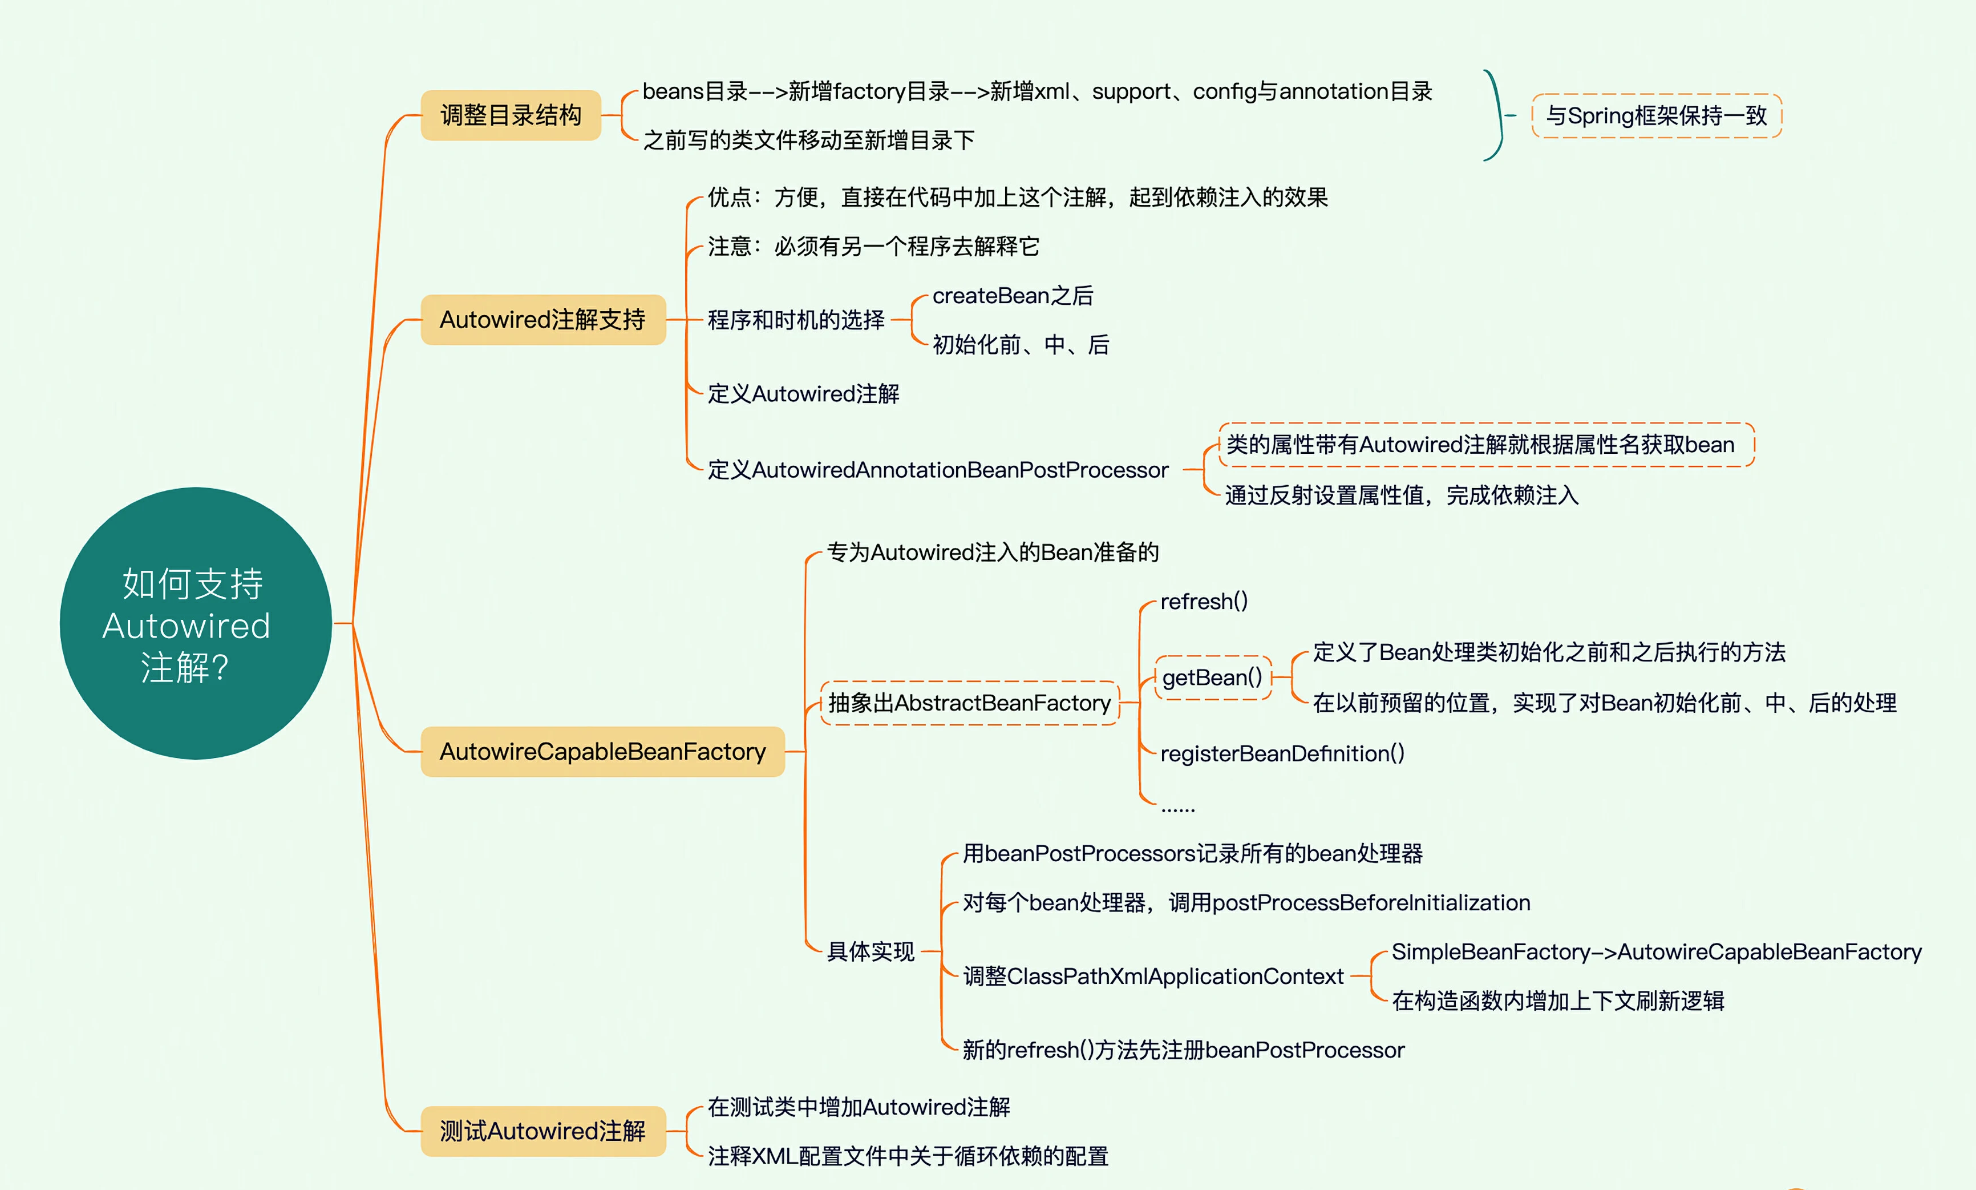 如何支持
Autowired
注解？
调整目录结构
beans目录-->新增factory目录-->新增xml、support、config与annotation目录
之前写的类文件移动至新增目录下
与Spring框架保持一致
Autowired注解支持
优点：方便，直接在代码中加上这个注解，起到依赖注入的效果
注意：必须有另一个程序去解释它
程序和时机的选择
createBean之后
初始化前、中、后
定义Autowired注解
定义AutowiredAnnotationBeanPostProcessor
类的属性带有Autowired注解就根据属性名获取bean
通过反射设置属性值，完成依赖注入
AutowireCapableBeanFactory
专为Autowired注入的Bean准备的
抽象出AbstractBeanFactory
refresh()
getBean()
定义了Bean处理类初始化之前和之后执行的方法
在以前预留的位置，实现了对Bean初始化前、中、后的处理
registerBeanDefinition()
......
具体实现
用beanPostProcessors记录所有的bean处理器
对每个bean处理器，调用postProcessBeforeInitialization
调整ClassPathXmlApplicationContext
SimpleBeanFactory->AutowireCapableBeanFactory
在构造函数内增加上下文刷新逻辑
新的refresh()方法先注册beanPostProcessor
测试Autowired注解
在测试类中增加Autowired注解
注释XML配置文件中关于循环依赖的配置